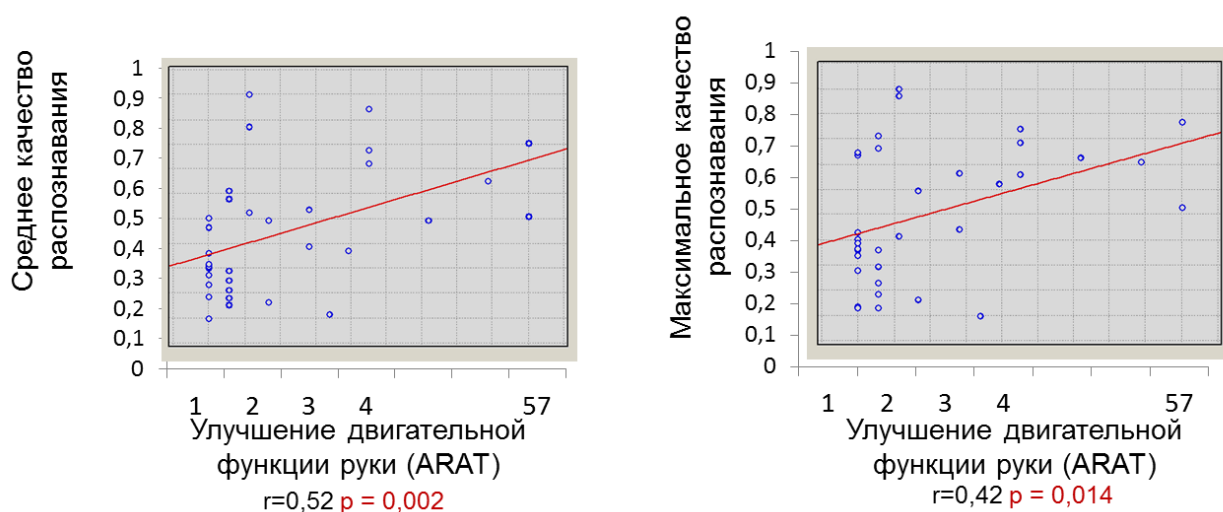 Среднее качество
распознавания
1
0,9
0,8
0,7
0,6
0,5
0,4
0,3
0,2
0,1
0
1 2 3 4 57
Улучшение двигательной
функции руки (ARAT)
r=0,52 p = 0,002
Максимальное качество
распознавания
1
0,9
0,8
0,7
0,6
0,5
0,4
0,3
0,2
0,1
0
1 2 3 4 57
Улучшение двигательной
функции руки (ARAT)
r=0,42 p = 0,014